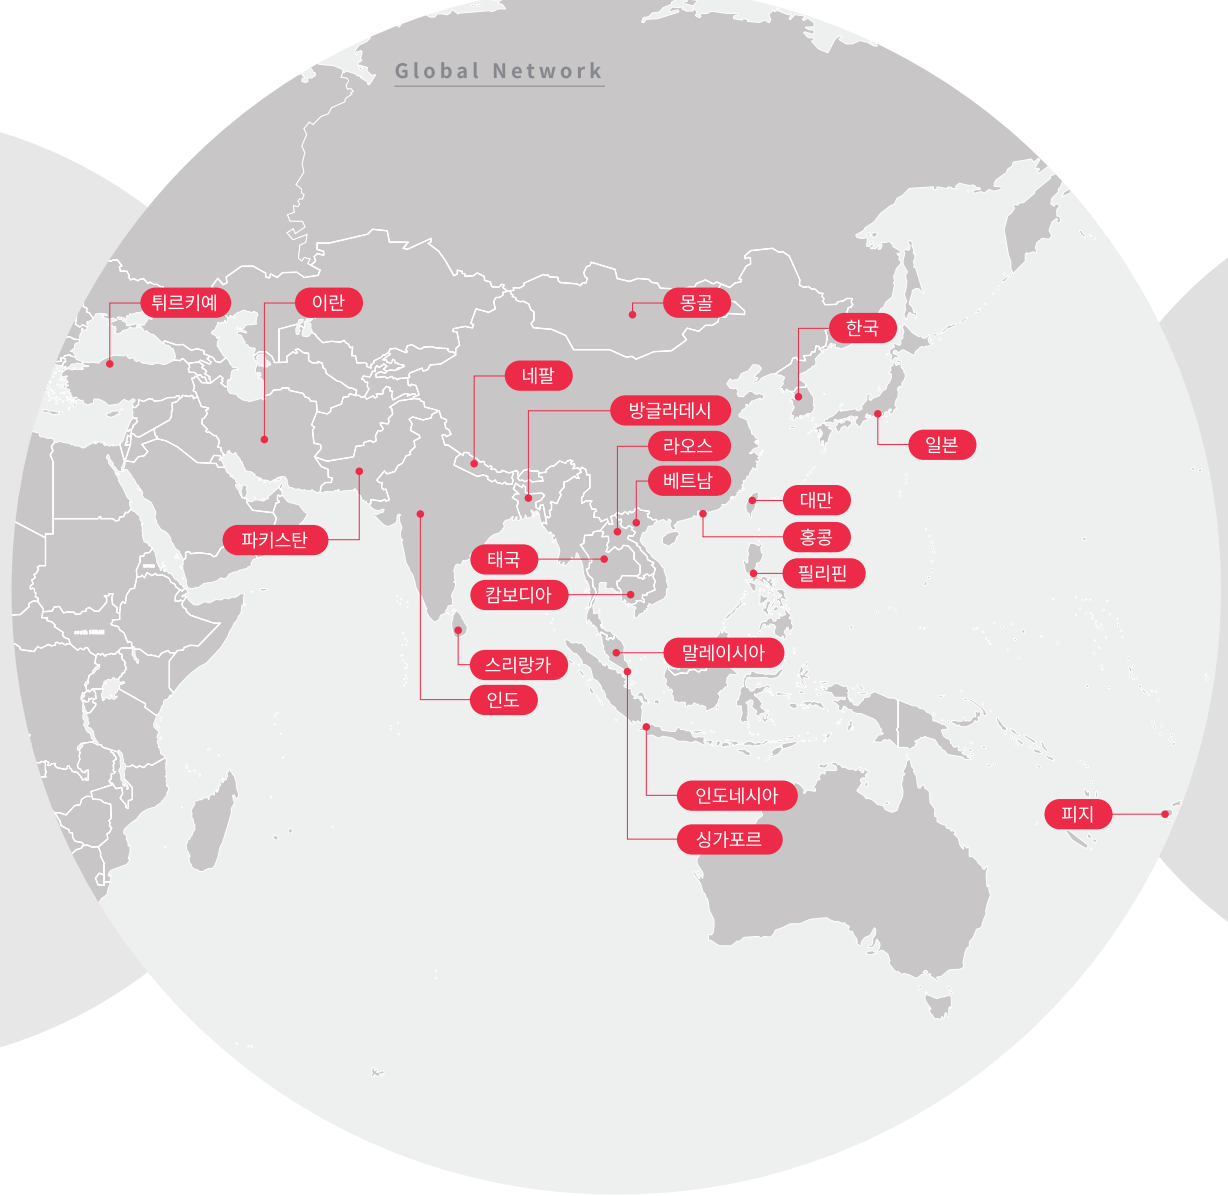 Global Network
튀르키예
이란
몽골
한국
네팔
방글라데시
라오스
일본
베트남
대만
파키스탄
홍콩
태국
필리핀
캄보디아
말레이시아
스리랑카
인도
인도네시아
피지
싱가포르